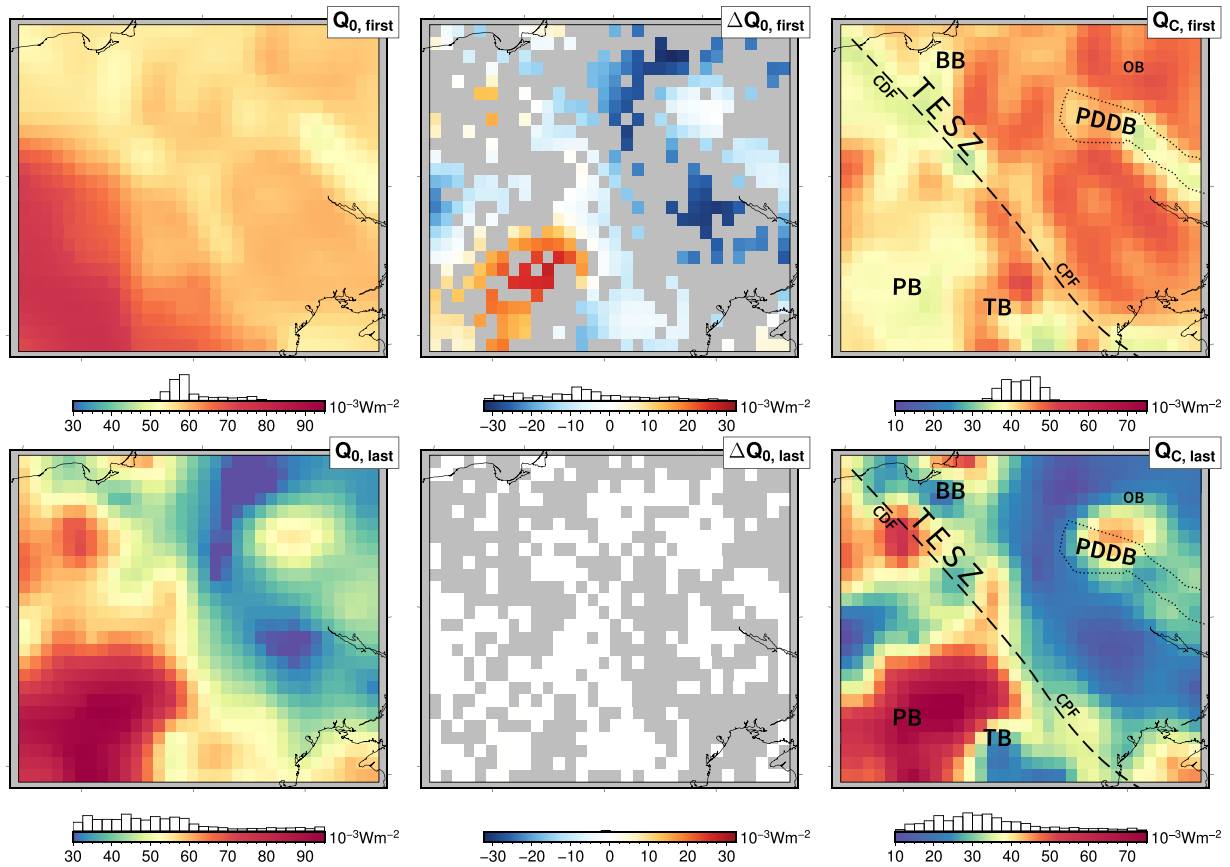 Q0, first
ΔQ0, first
QC, first
BB
OB
CDF
TESZ
PDDB
PB
CPF
TB
30 40 50 60 70 80 90 10−3Wm−2
−30 −20 −10 0 10 20 30 10−3Wm−2
10 20 30 40 50 60 70 10−3Wm−2
Q0, last
ΔQ0, last
QC, last
BB
OB
CDF
TESZ
PDDB
PB
CPF
TB
30 40 50 60 70 80 90 10−3Wm−2
−30 −20 −10 0 10 20 30 10−3Wm−2
10 20 30 40 50 60 70 10−3Wm−2